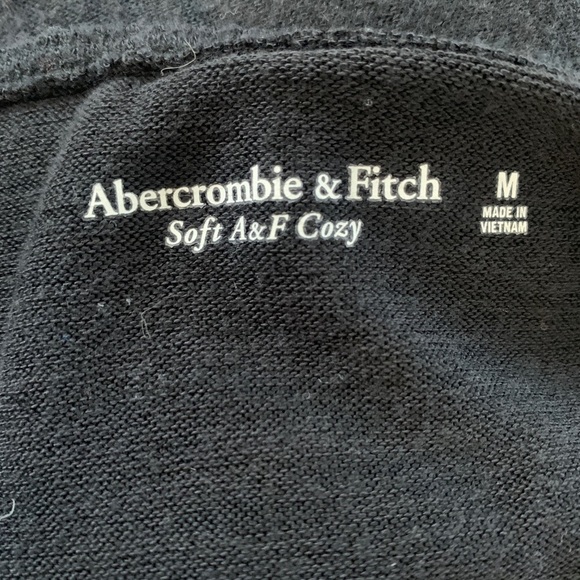 Abercrombie & Fitch
Soft A&F Cozy
M
MADE IN
VIETNAM